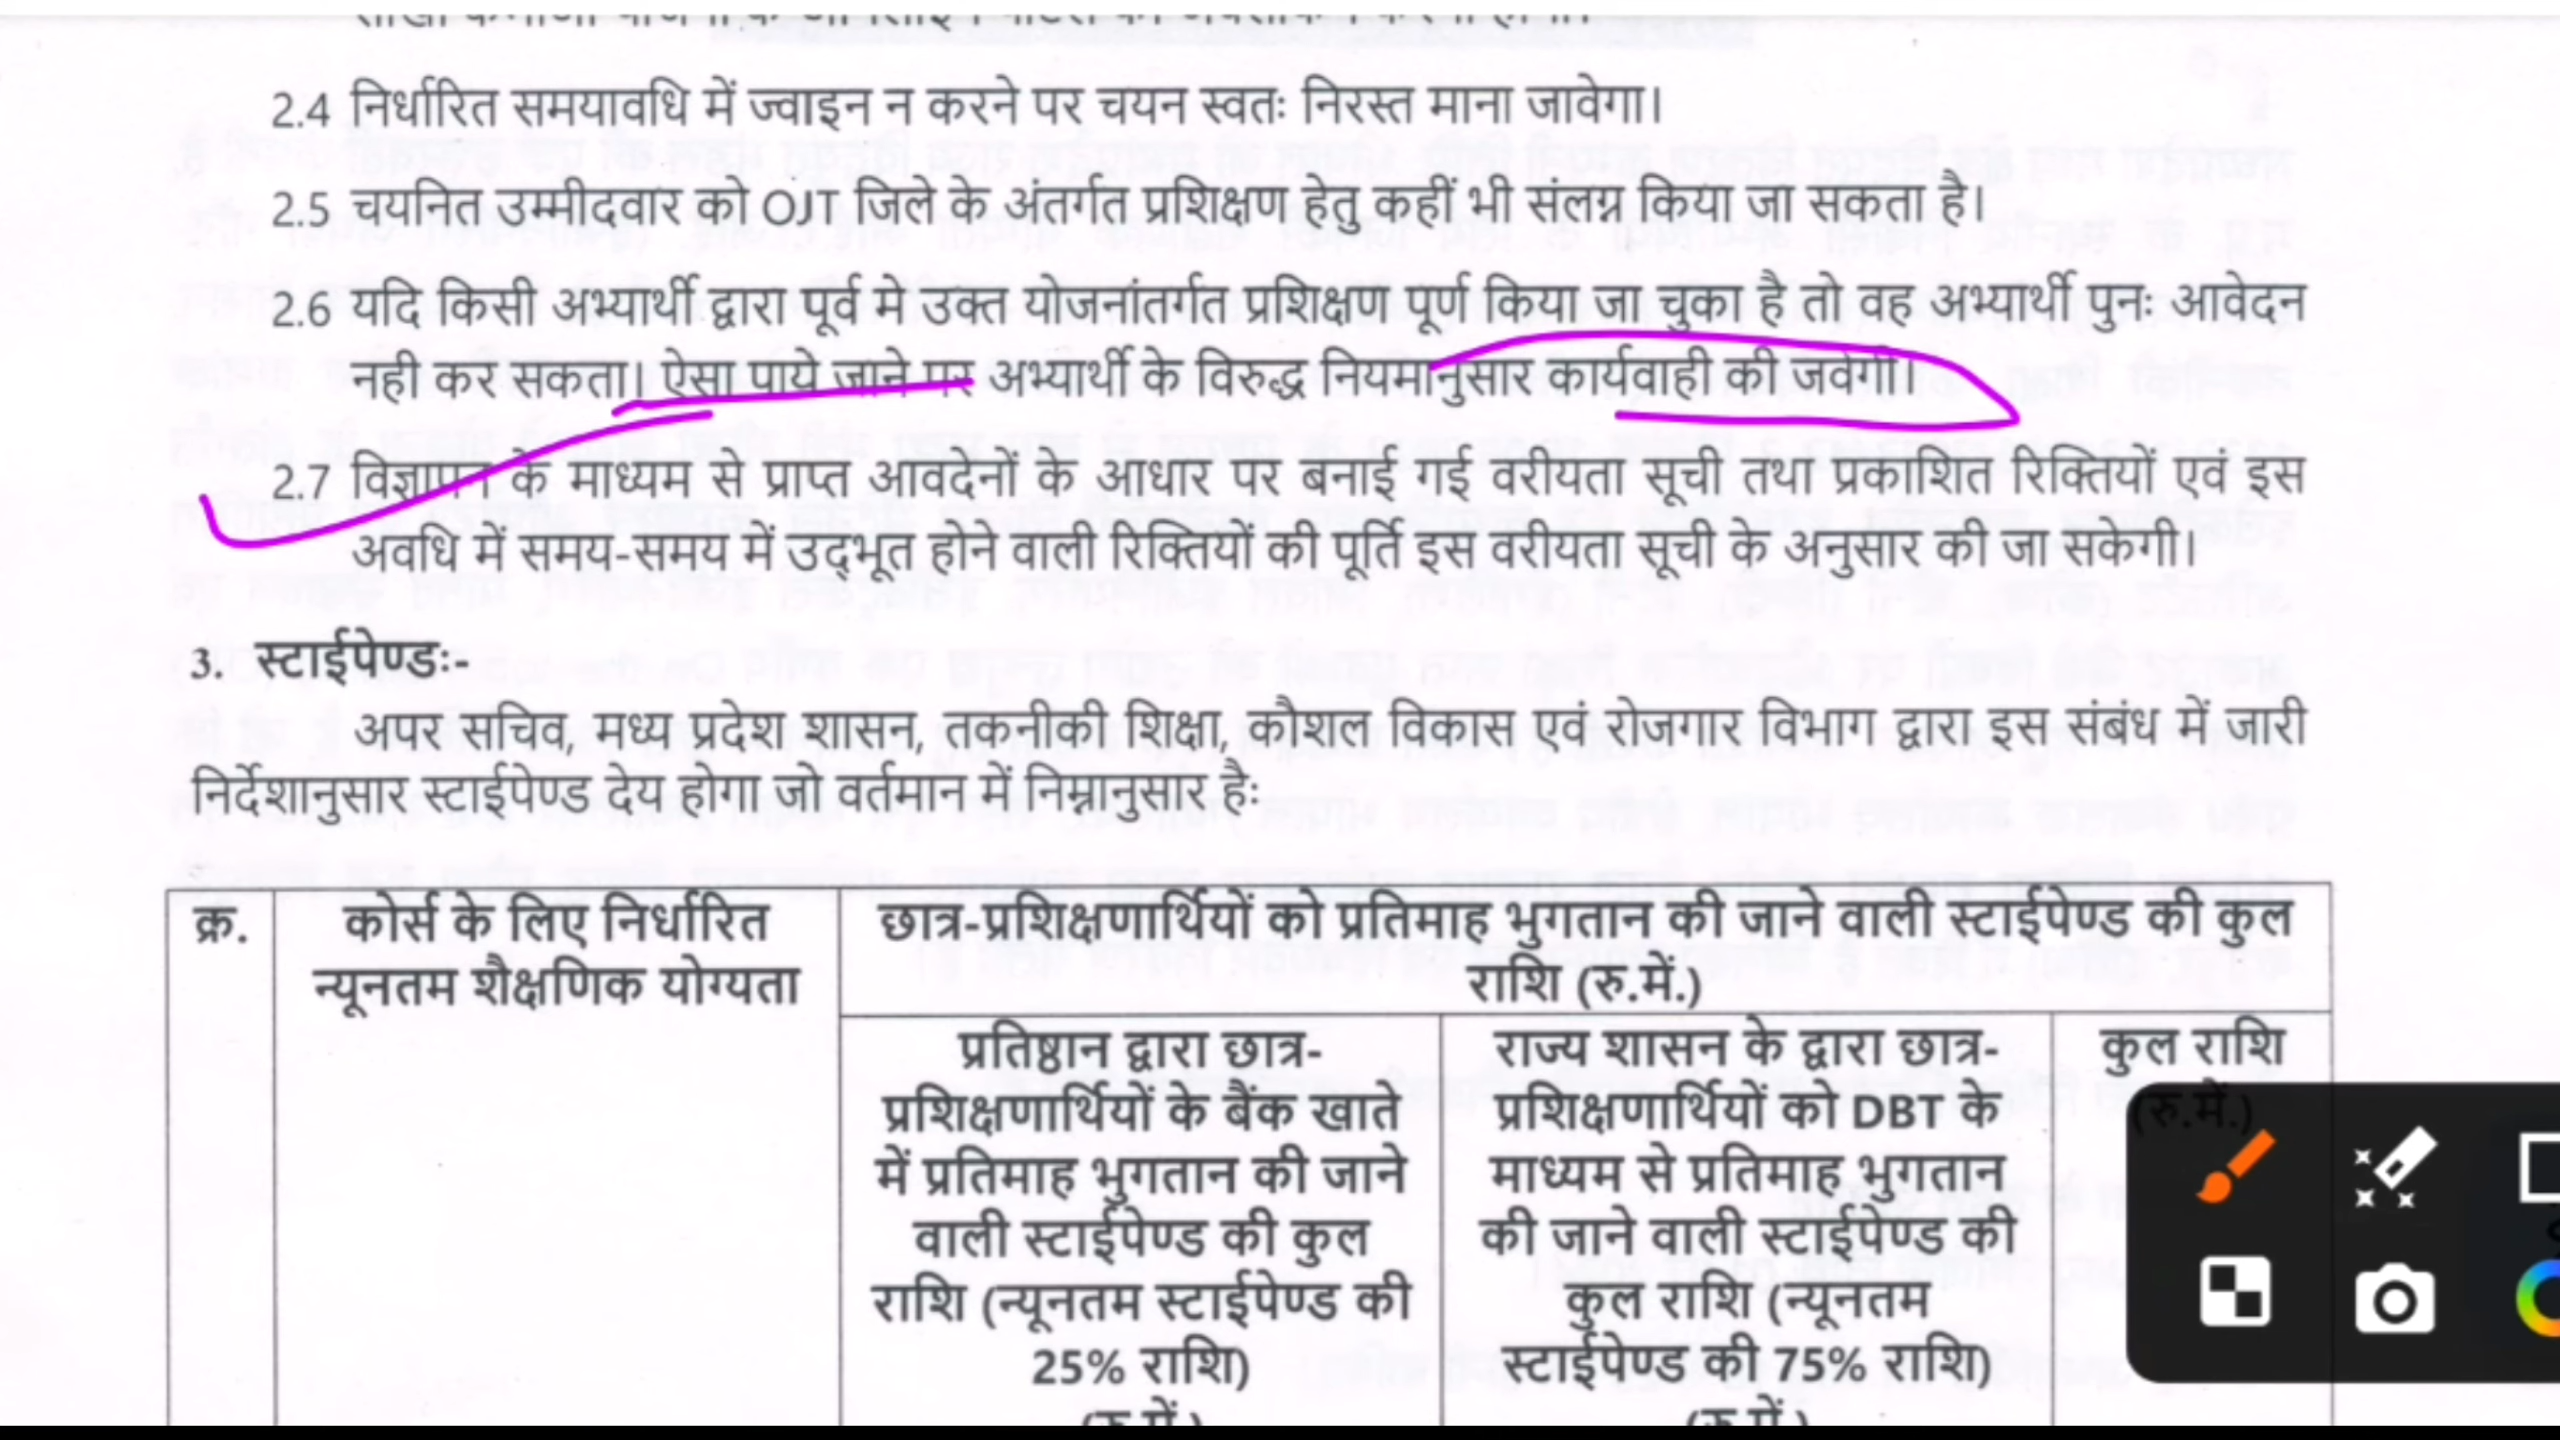 2.4 निर्धारित समयावधि में ज्वाइन न करने पर चयन स्वतः निरस्त माना जावेगा।
2.5 चयनित उम्मीदवार को OJT जिले के अंतर्गत प्रशिक्षण हेतु कहीं भी संलग्न किया जा सकता है।
2.6 यदि किसी अभ्यार्थी द्वारा पूर्व मे उक्त योजनांतर्गत प्रशिक्षण पूर्ण किया जा चुका है तो वह अभ्यार्थी पुनः आवेदन
नही कर सकता। ऐसा पाये जाने पर अभ्यार्थी के विरुद्ध नियमानुसार कार्यवाही की जवेगी
2.7 विज्ञापन के माध्यम से प्राप्त आवदेनों के आधार पर बनाई गई वरीयता सूची तथा प्रकाशित रिक्तियों एवं इस
अवधि में समय-समय में उद्भूत होने वाली रिक्तियों की पूर्ति इस वरीयता सूची के अनुसार की जा सकेगी।
3. स्टाईपेण्डः-
अपर सचिव, मध्य प्रदेश शासन, तकनीकी शिक्षा, कौशल विकास एवं रोजगार विभाग द्वारा इस संबंध में जारी
निर्देशानुसार स्टाईपेण्ड देय होगा जो वर्तमान में निम्नानुसार हैः
क्र.
कोर्स के लिए निर्धारित
न्यूनतम शैक्षणिक योग्यता
छात्र-प्रशिक्षणार्थियों को प्रतिमाह भुगतान की जाने वाली स्टाईपेण्ड की कुल
राशि (रु.में.)
प्रतिष्ठान द्वारा छात्र-
प्रशिक्षणार्थियों के बैंक खाते
में प्रतिमाह भुगतान की जाने
वाली स्टाईपेण्ड की कुल
राशि (न्यूनतम स्टाईपेण्ड की
25% राशि)
राज्य शासन के द्वारा छात्र-
प्रशिक्षणार्थियों को DBT के
माध्यम से प्रतिमाह भुगतान
की जाने वाली स्टाईपेण्ड की
कुल राशि (न्यूनतम
स्टाईपेण्ड की 75% राशि)
कुल राशि
(रु.में.)